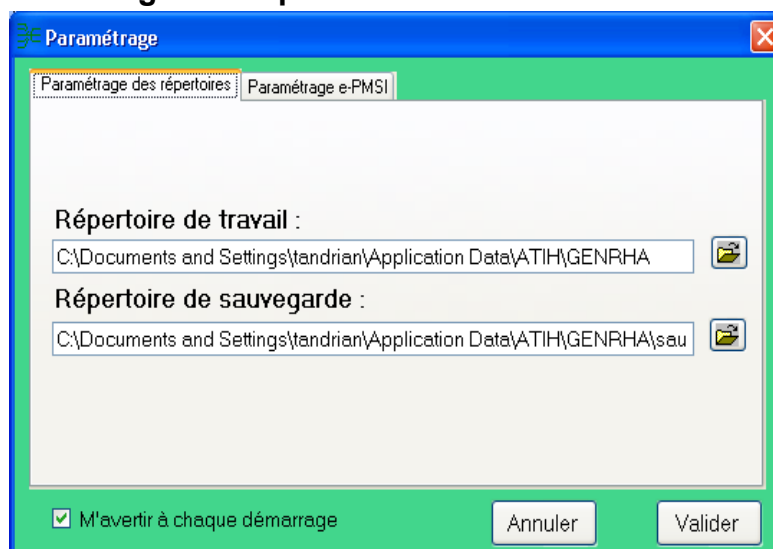 Paramétrage
Paramétrage des répertoires
Paramétrage e-PMSI
Répertoire de travail :
C:\Documents and Settings\tandrian\Application Data\ATIH\GENRHA
Répertoire de sauvegarde :
C:\Documents and Settings\tandrian\Application Data\ATIH\GENRHA\sau
M'avertir à chaque démarrage
Annuler
Valider